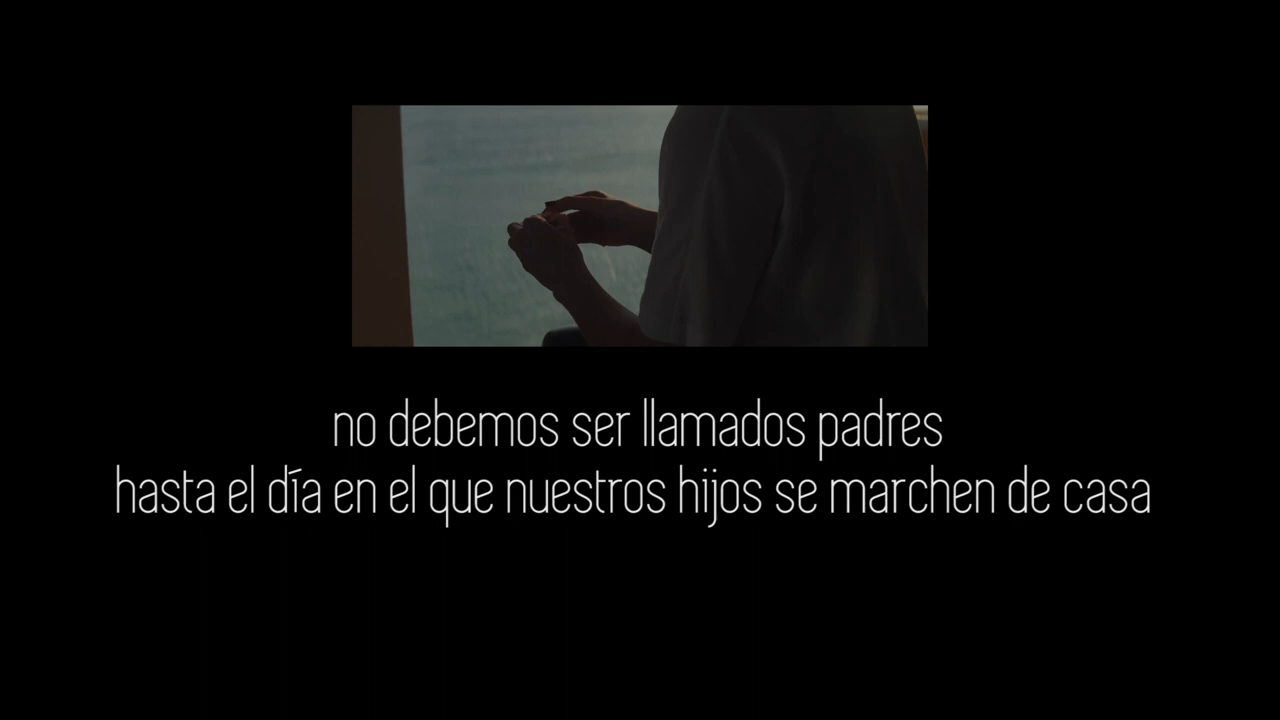 no debemos ser llamados padres
hasta el día en el que nuestros hijos se marchen de casa